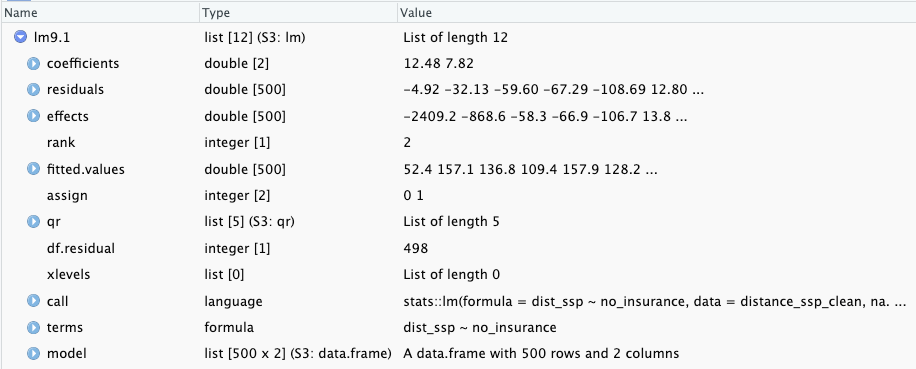 Name Type Value
lm9.1 list [12] (S3: lm) List of length 12
coefficients double [2] 12.48 7.82
residuals double [500] -4.92 -32.13 -59.60 -67.29 -108.69 12.80 ...
effects double [500] -2409.2 -868.6 -58.3 -66.9 -106.7 13.8 ...
rank integer [1] 2
fitted.values double [500] 52.4 157.1 136.8 109.4 157.9 128.2 ...
assign integer [2] 0 1
qr list [5] (S3: qr) List of length 5
df.residual integer [1] 498
xlevels list [0] List of length 0
call language stats::lm(formula = dist_ssp ~ no_insurance, data = distance_ssp_clean, na. ...
terms formula dist_ssp ~ no_insurance
model list [500 x 2] (S3: data.frame) A data.frame with 500 rows and 2 columns